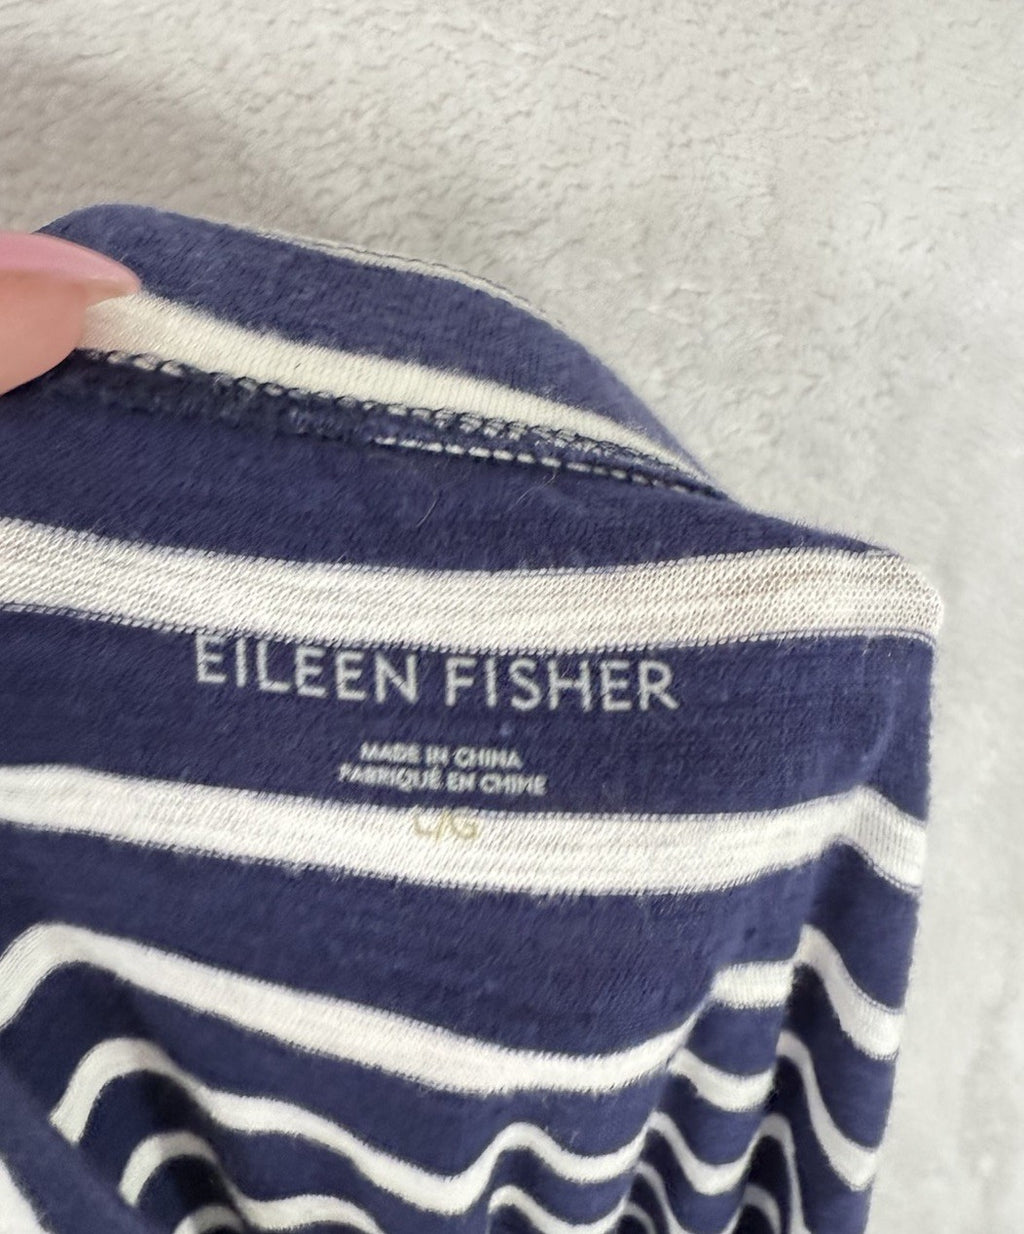 EILEEN FISHER
MADE IN CHINA
FABRIQUÉ EN CHINE
L/G